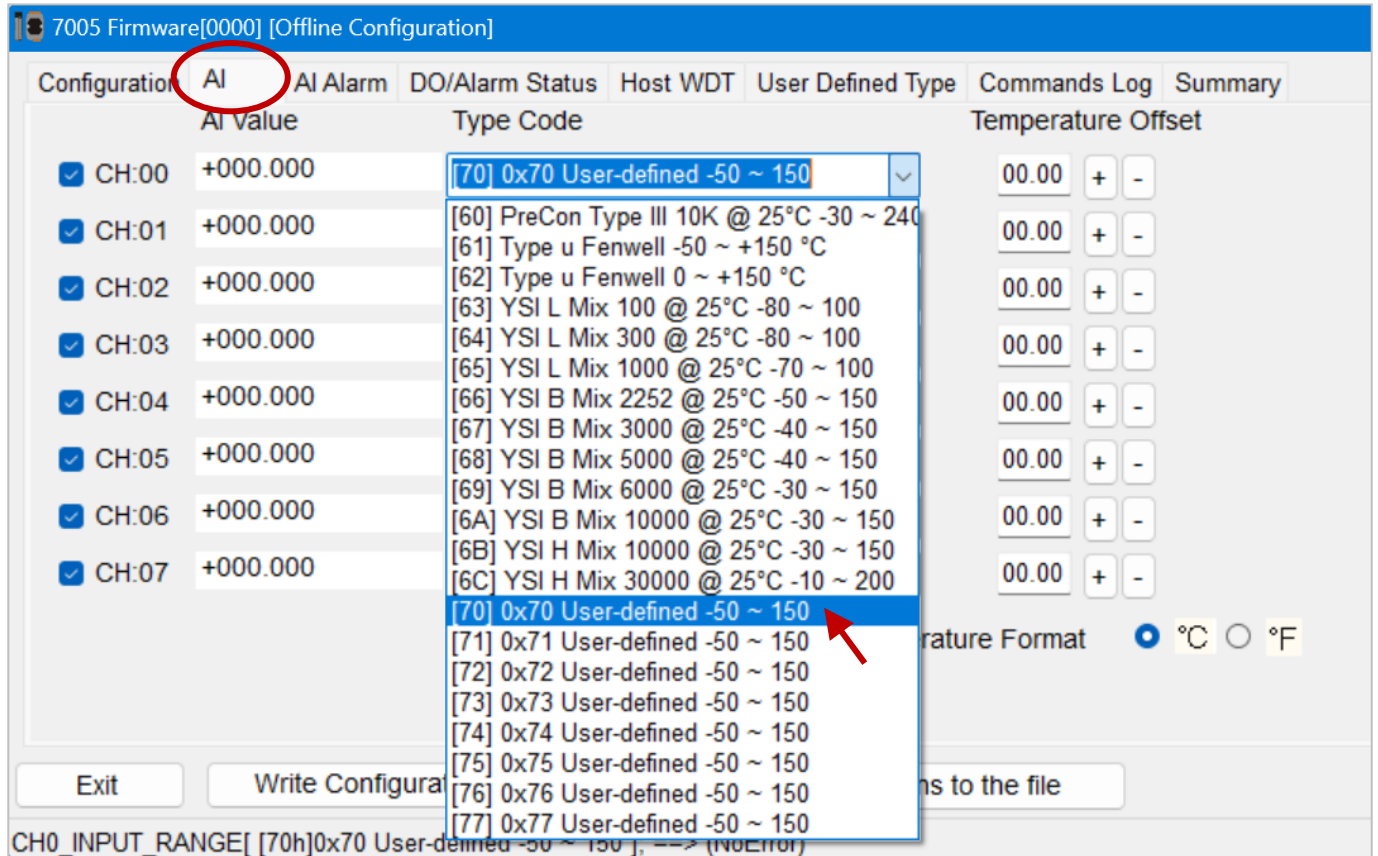 7005 Firmware[0000] [Offline Configuration]
Configuration AI AI Alarm DO/Alarm Status Host WDT User Defined Type Commands Log Summary
AI Value Type Code Temperature Offset
CH:00 +000.000 [70] 0x70 User-defined -50 ~ 150 00.00 + -
[60] PreCon Type III 10K @ 25°C -30 ~ 240
CH:01 +000.000 00.00 + -
[61] Type u Fenwell -50 ~ +150 °C
[62] Type u Fenwell 0 ~ +150 °C
CH:02 +000.000 00.00 + -
[63] YSI L Mix 100 @ 25°C -80 ~ 100
[64] YSI L Mix 300 @ 25°C -80 ~ 100
CH:03 +000.000 00.00 + -
[65] YSI L Mix 1000 @ 25°C -70 ~ 100
[66] YSI B Mix 2252 @ 25°C -50 ~ 150
CH:04 +000.000 00.00 + -
[67] YSI B Mix 3000 @ 25°C -40 ~ 150
[68] YSI B Mix 5000 @ 25°C -40 ~ 150
CH:05 +000.000 00.00 + -
[69] YSI B Mix 6000 @ 25°C -30 ~ 150
[6A] YSI B Mix 10000 @ 25°C -30 ~ 150
CH:06 +000.000 00.00 + -
[6B] YSI H Mix 10000 @ 25°C -30 ~ 150
[6C] YSI H Mix 30000 @ 25°C -10 ~ 200
CH:07 +000.000 00.00 + -
[70] 0x70 User-defined -50 ~ 150
[71] 0x71 User-defined -50 ~ 150 rature Format °C °F
[72] 0x72 User-defined -50 ~ 150
[73] 0x73 User-defined -50 ~ 150
[74] 0x74 User-defined -50 ~ 150
[75] 0x75 User-defined -50 ~ 150
Exit Write Configurat ns to the file
[76] 0x76 User-defined -50 ~ 150
[77] 0x77 User-defined -50 ~ 150
CH0_INPUT_RANGE[ [70h]0x70 User-defined -50 ~ 150 ], ==> (NoError)